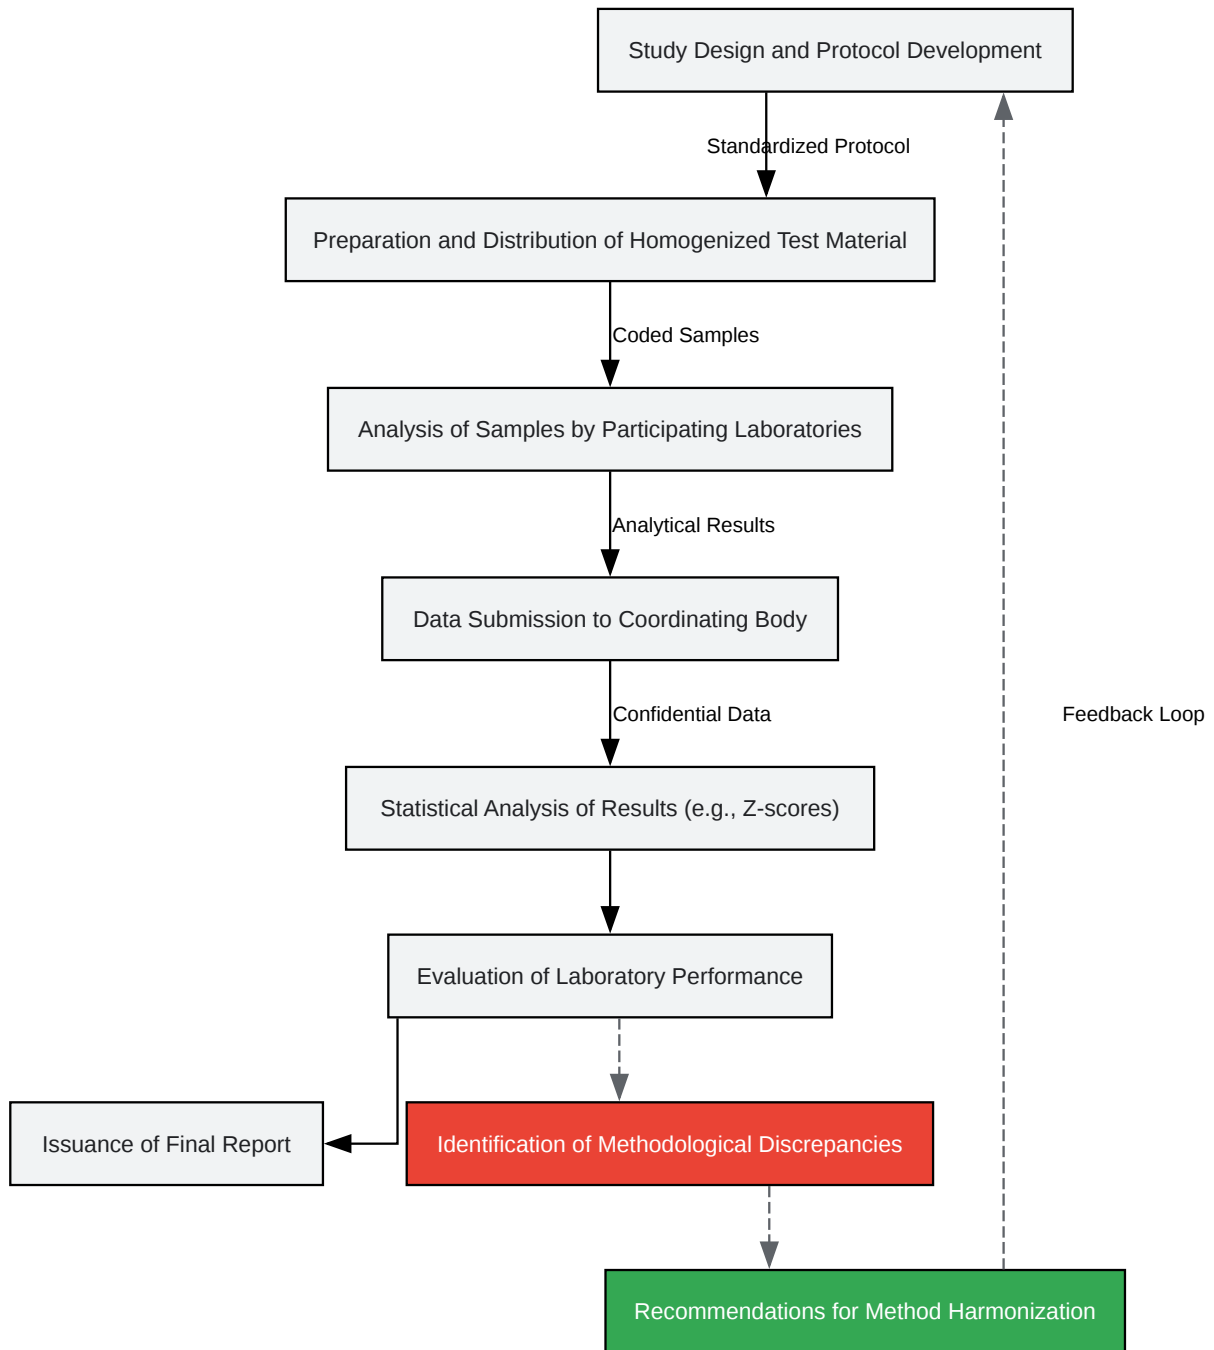 Study Design and Protocol Development
Standardized Protocol
Preparation and Distribution of Homogenized Test Material
Coded Samples
Analysis of Samples by Participating Laboratories
Analytical Results
Data Submission to Coordinating Body
Confidential Data
Feedback Loop
Statistical Analysis of Results (e.g., Z-scores)
Evaluation of Laboratory Performance
Issuance of Final Report
Identification of Methodological Discrepancies
Recommendations for Method Harmonization